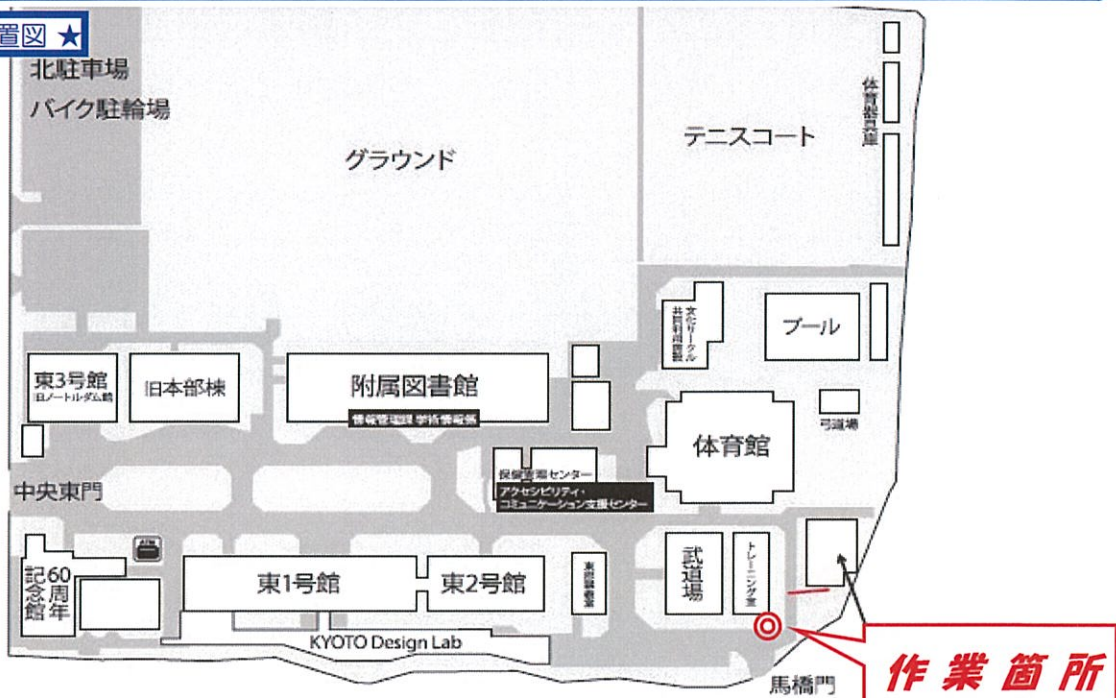 置図 ★
北駐車場
バイク駐輪場
グラウンド
テニスコート
体育器具庫
文化サークル
共同利用施設
プール
東3号館
旧ノートルダム館
旧本部棟
附属図書館
情報管理課 学術情報係
弓道場
体育館
保健管理センター
アクセシビリティ・
コミュニケーション支援センター
中央東門
ATM
60周年
記念館
東1号館
東2号館
武道場
トレーニング室
KYOTO Design Lab
馬橋門
作業箇所